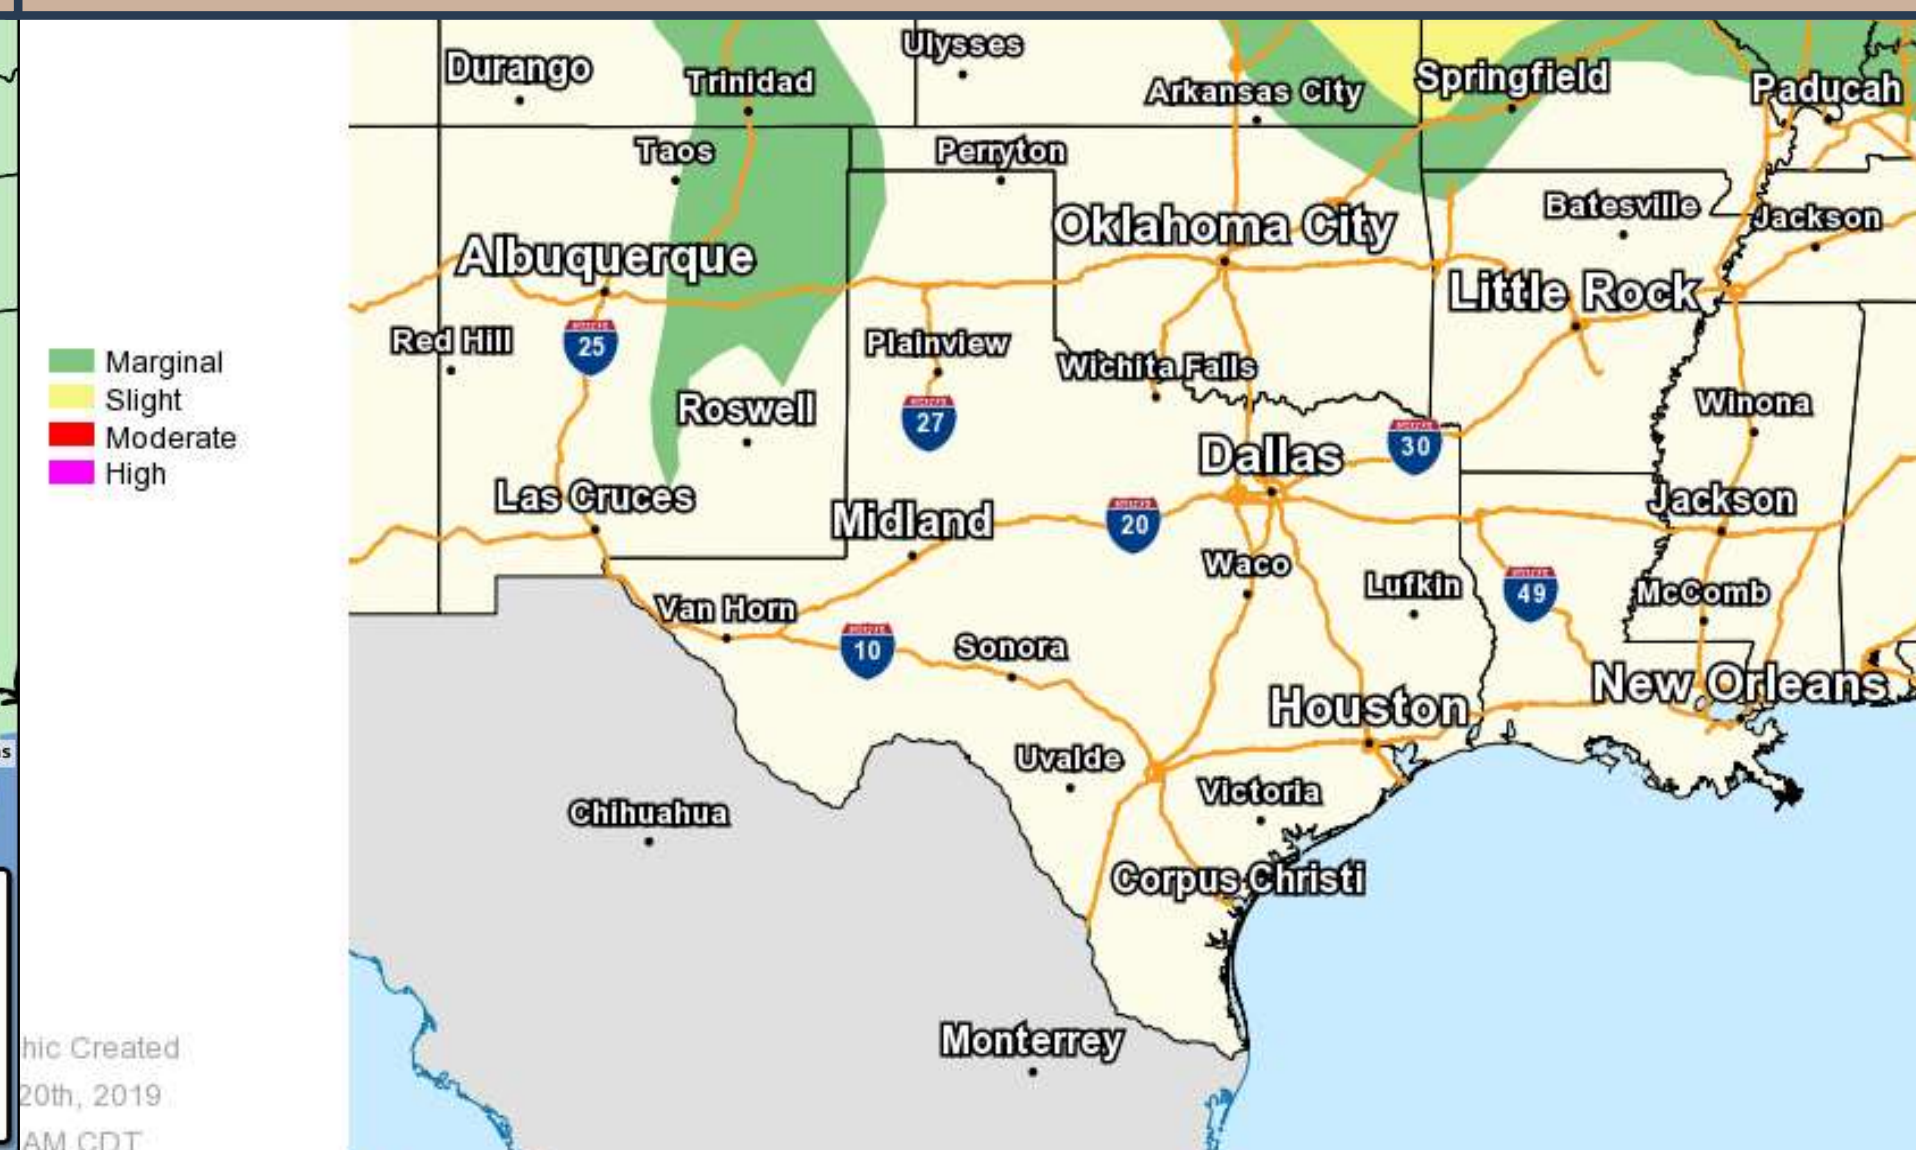 Durango
Trinidad
Ulysses
Arkansas City
Springfield
Paducah
Taos
Perryton
Batesville
Jackson
Albuquerque
Oklahoma City
Little Rock
Red Hill
25
Plainview
Wichita Falls
Marginal
Slight
Moderate
High
Roswell
27
Dallas
30
Winona
Las Cruces
Midland
20
Jackson
Waco
Lufkin
49
McComb
Van Horn
10
Sonora
Houston
New Orleans
Uvalde
Victoria
Chihuahua
Corpus Christi
Monterrey
hic Created
20th, 2019
AM CDT